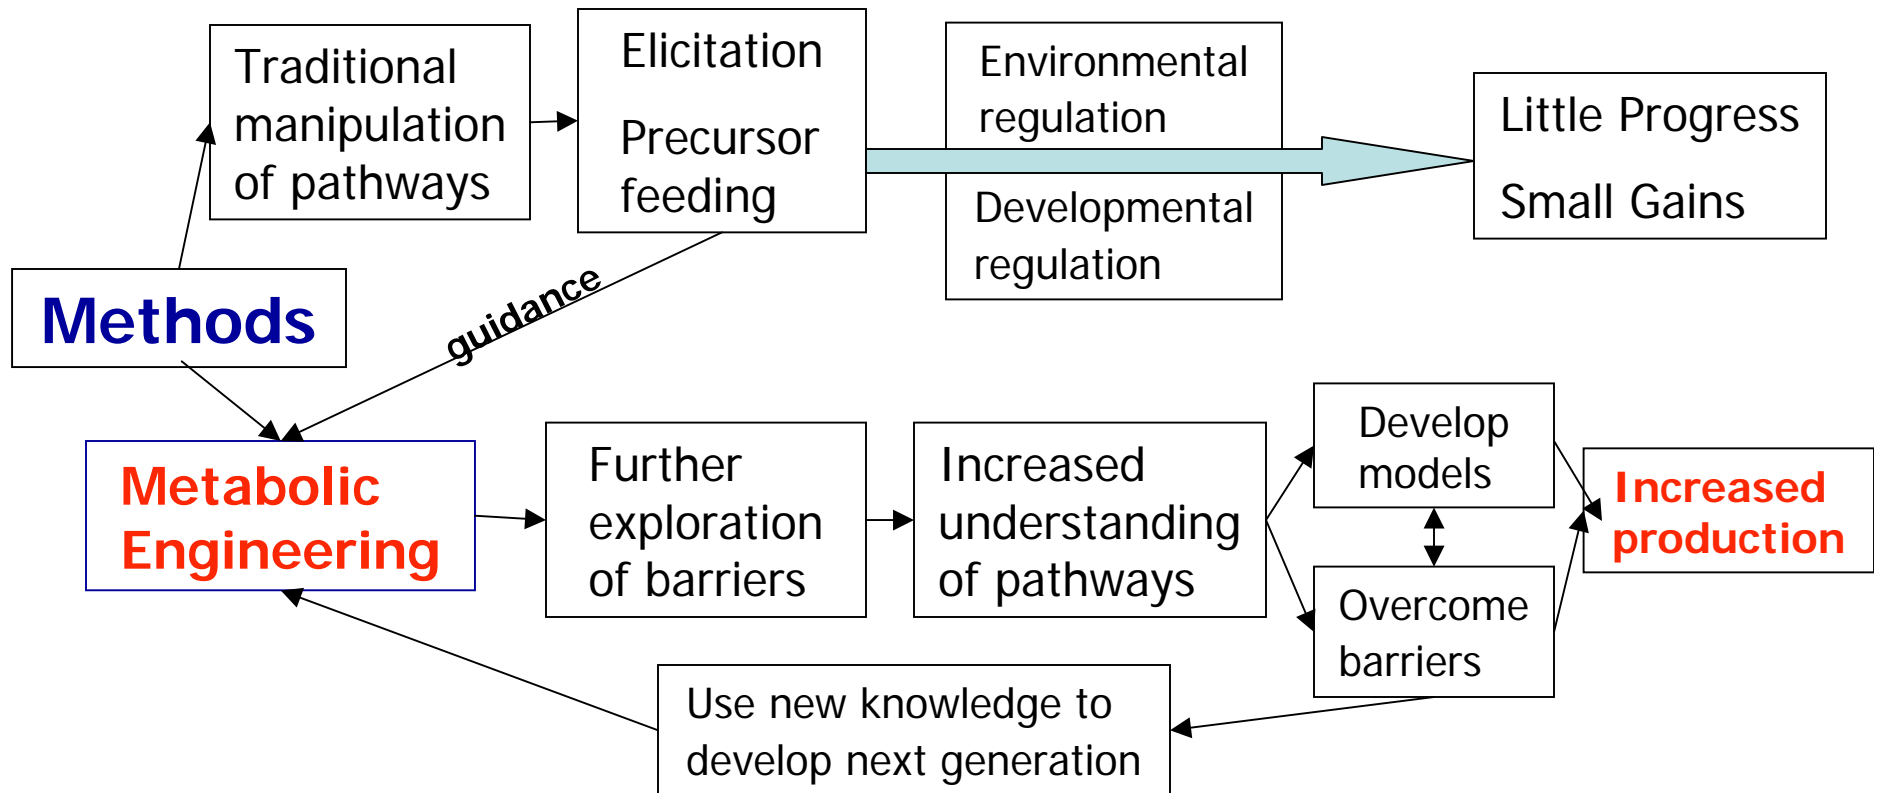 Traditional
manipulation
of pathways
Elicitation
Precursor
feeding
Environmental
regulation
Developmental
regulation
Little Progress
Small Gains
Methods
guidance
Metabolic
Engineering
Further
exploration
of barriers
Increased
understanding
of pathways
Develop
models
Overcome
barriers
Increased
production
Use new knowledge to
develop next generation